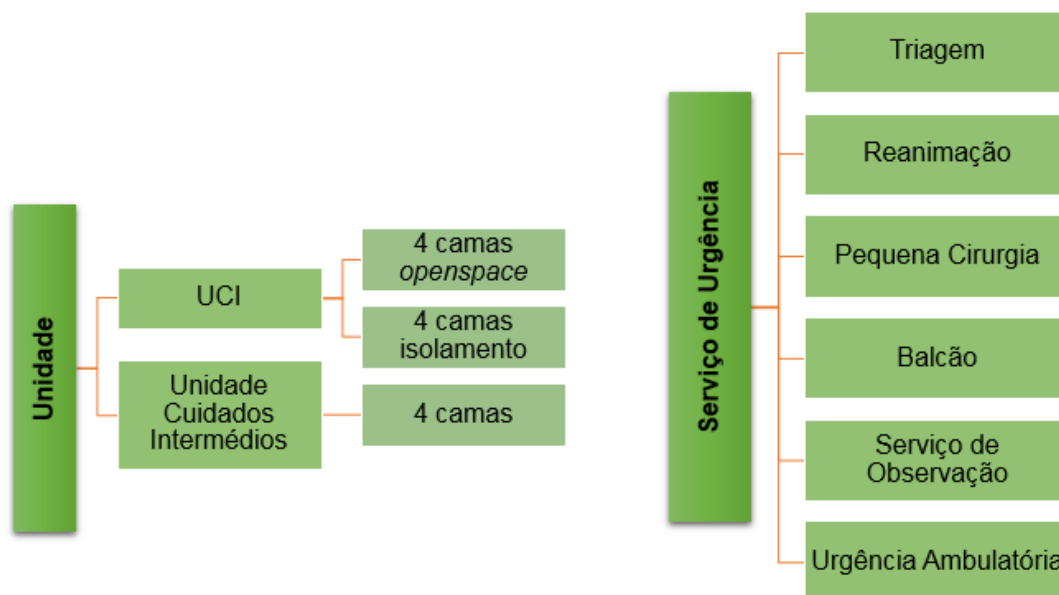 Unidade
UCI
4 camas
openspace
4 camas
isolamento
Unidade
Cuidados
Intermédios
4 camas
Serviço de Urgência
Triagem
Reanimação
Pequena Cirurgia
Balcão
Serviço de
Observação
Urgência Ambulatória